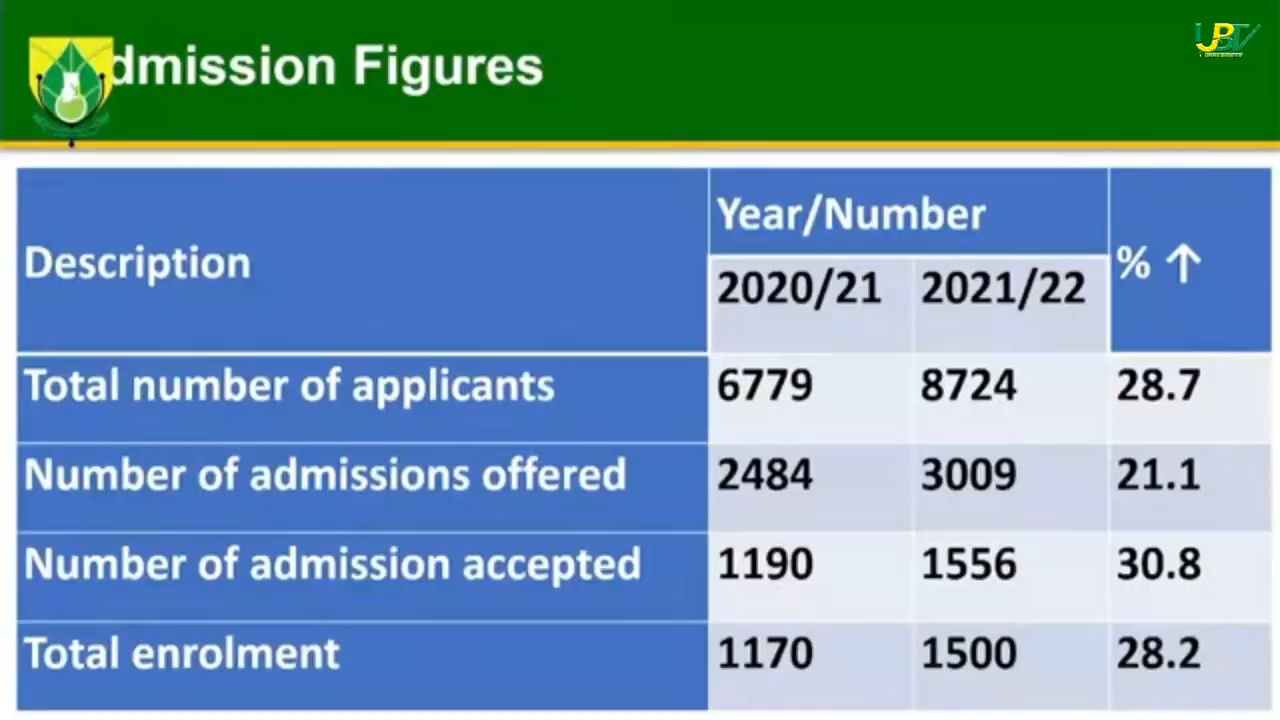 dmission Figures
UBTV
Description
Year/Number
% ↑
2020/21 2021/22
Total number of applicants 6779 8724 28.7
Number of admissions offered 2484 3009 21.1
Number of admission accepted 1190 1556 30.8
Total enrolment 1170 1500 28.2